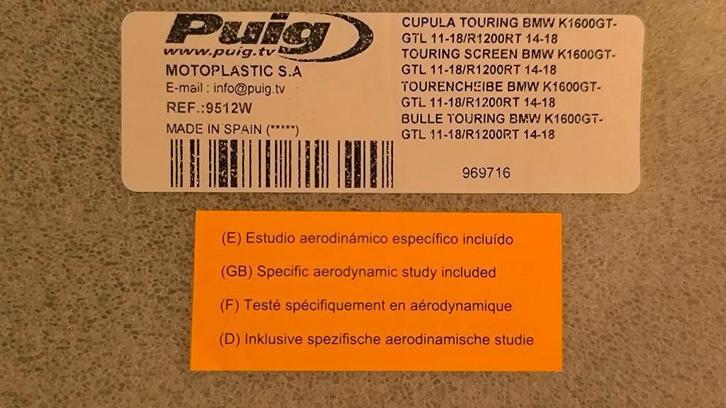 Puig
www.puig.tv
MOTOPLASTIC S.A
E-mail : info@puig.tv
REF.:9512W
MADE IN SPAIN (*****)
CUPULA TOURING BMW K1600GT-
GTL 11-18/R1200RT 14-18
TOURING SCREEN BMW K1600GT-
GTL 11-18/R1200RT 14-18
TOURENCHEIBE BMW K1600GT-
GTL 11-18/R1200RT 14-18
BULLE TOURING BMW K1600GT-
GTL 11-18/R1200RT 14-18
969716
(E) Estudio aerodinámico específico incluído
(GB) Specific aerodynamic study included
(F) Testé spécifiquement en aérodynamique
(D) Inklusive spezifische aerodinamische studie